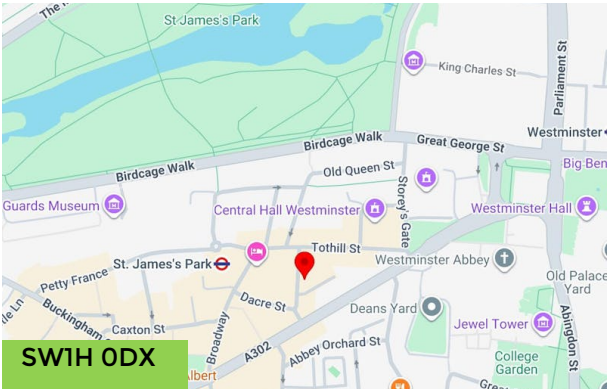 The
St James's Park
King Charles St
Parliament St
Westminster
Birdcage Walk
Great George St
Big Ben
Birdcage Walk
Old Queen St
Guards Museum
Central Hall Westminster
Storey's Gate
Westminster Hall
Tothill St
St. James's Park
Westminster Abbey
Petty France
Old Palace
Yard
Dacre St
Deans Yard
Buckingham
Caxton St
Broadway
Jewel Tower
Abingdon St
A302
Abbey Orchard St
College
Garden
SW1H 0DX
Albert